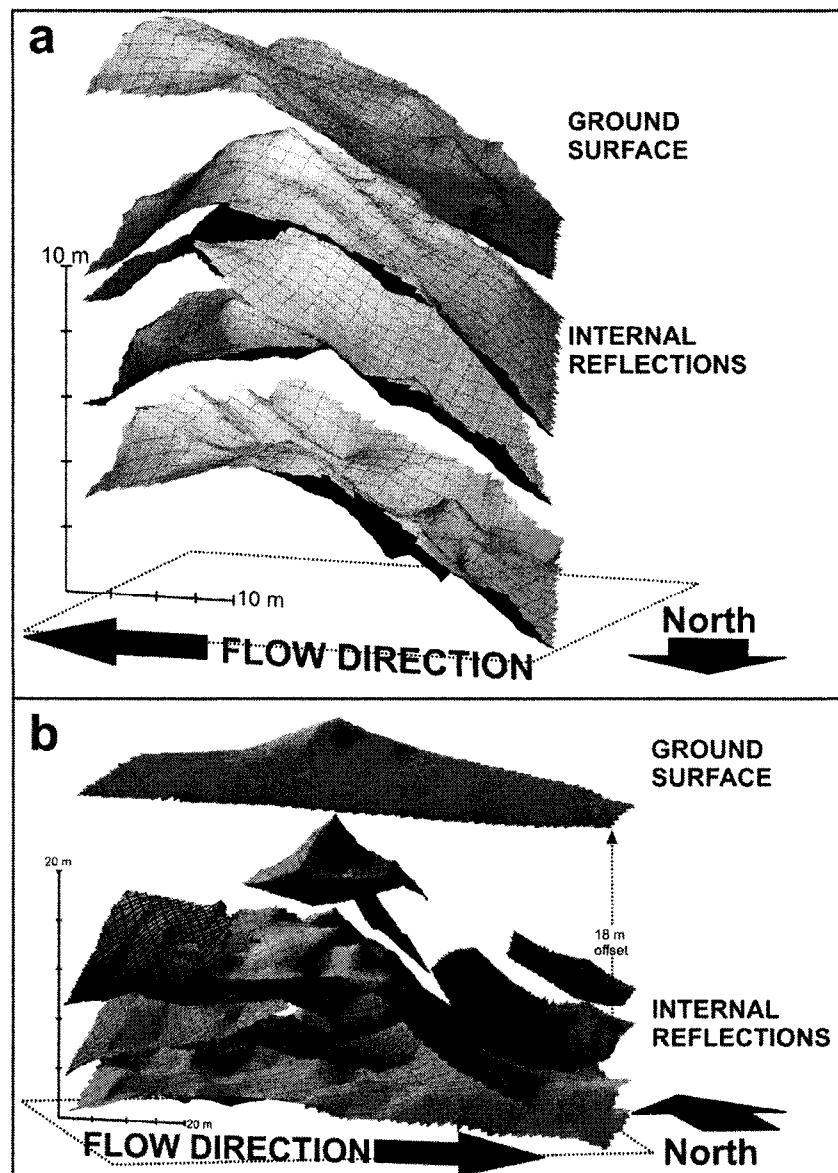 a
GROUND
SURFACE
10 m
INTERNAL
REFLECTIONS
10 m
North
FLOW DIRECTION
b
GROUND
SURFACE
20 m
18 m
offset
INTERNAL
REFLECTIONS
20 m
FLOW DIRECTION
North